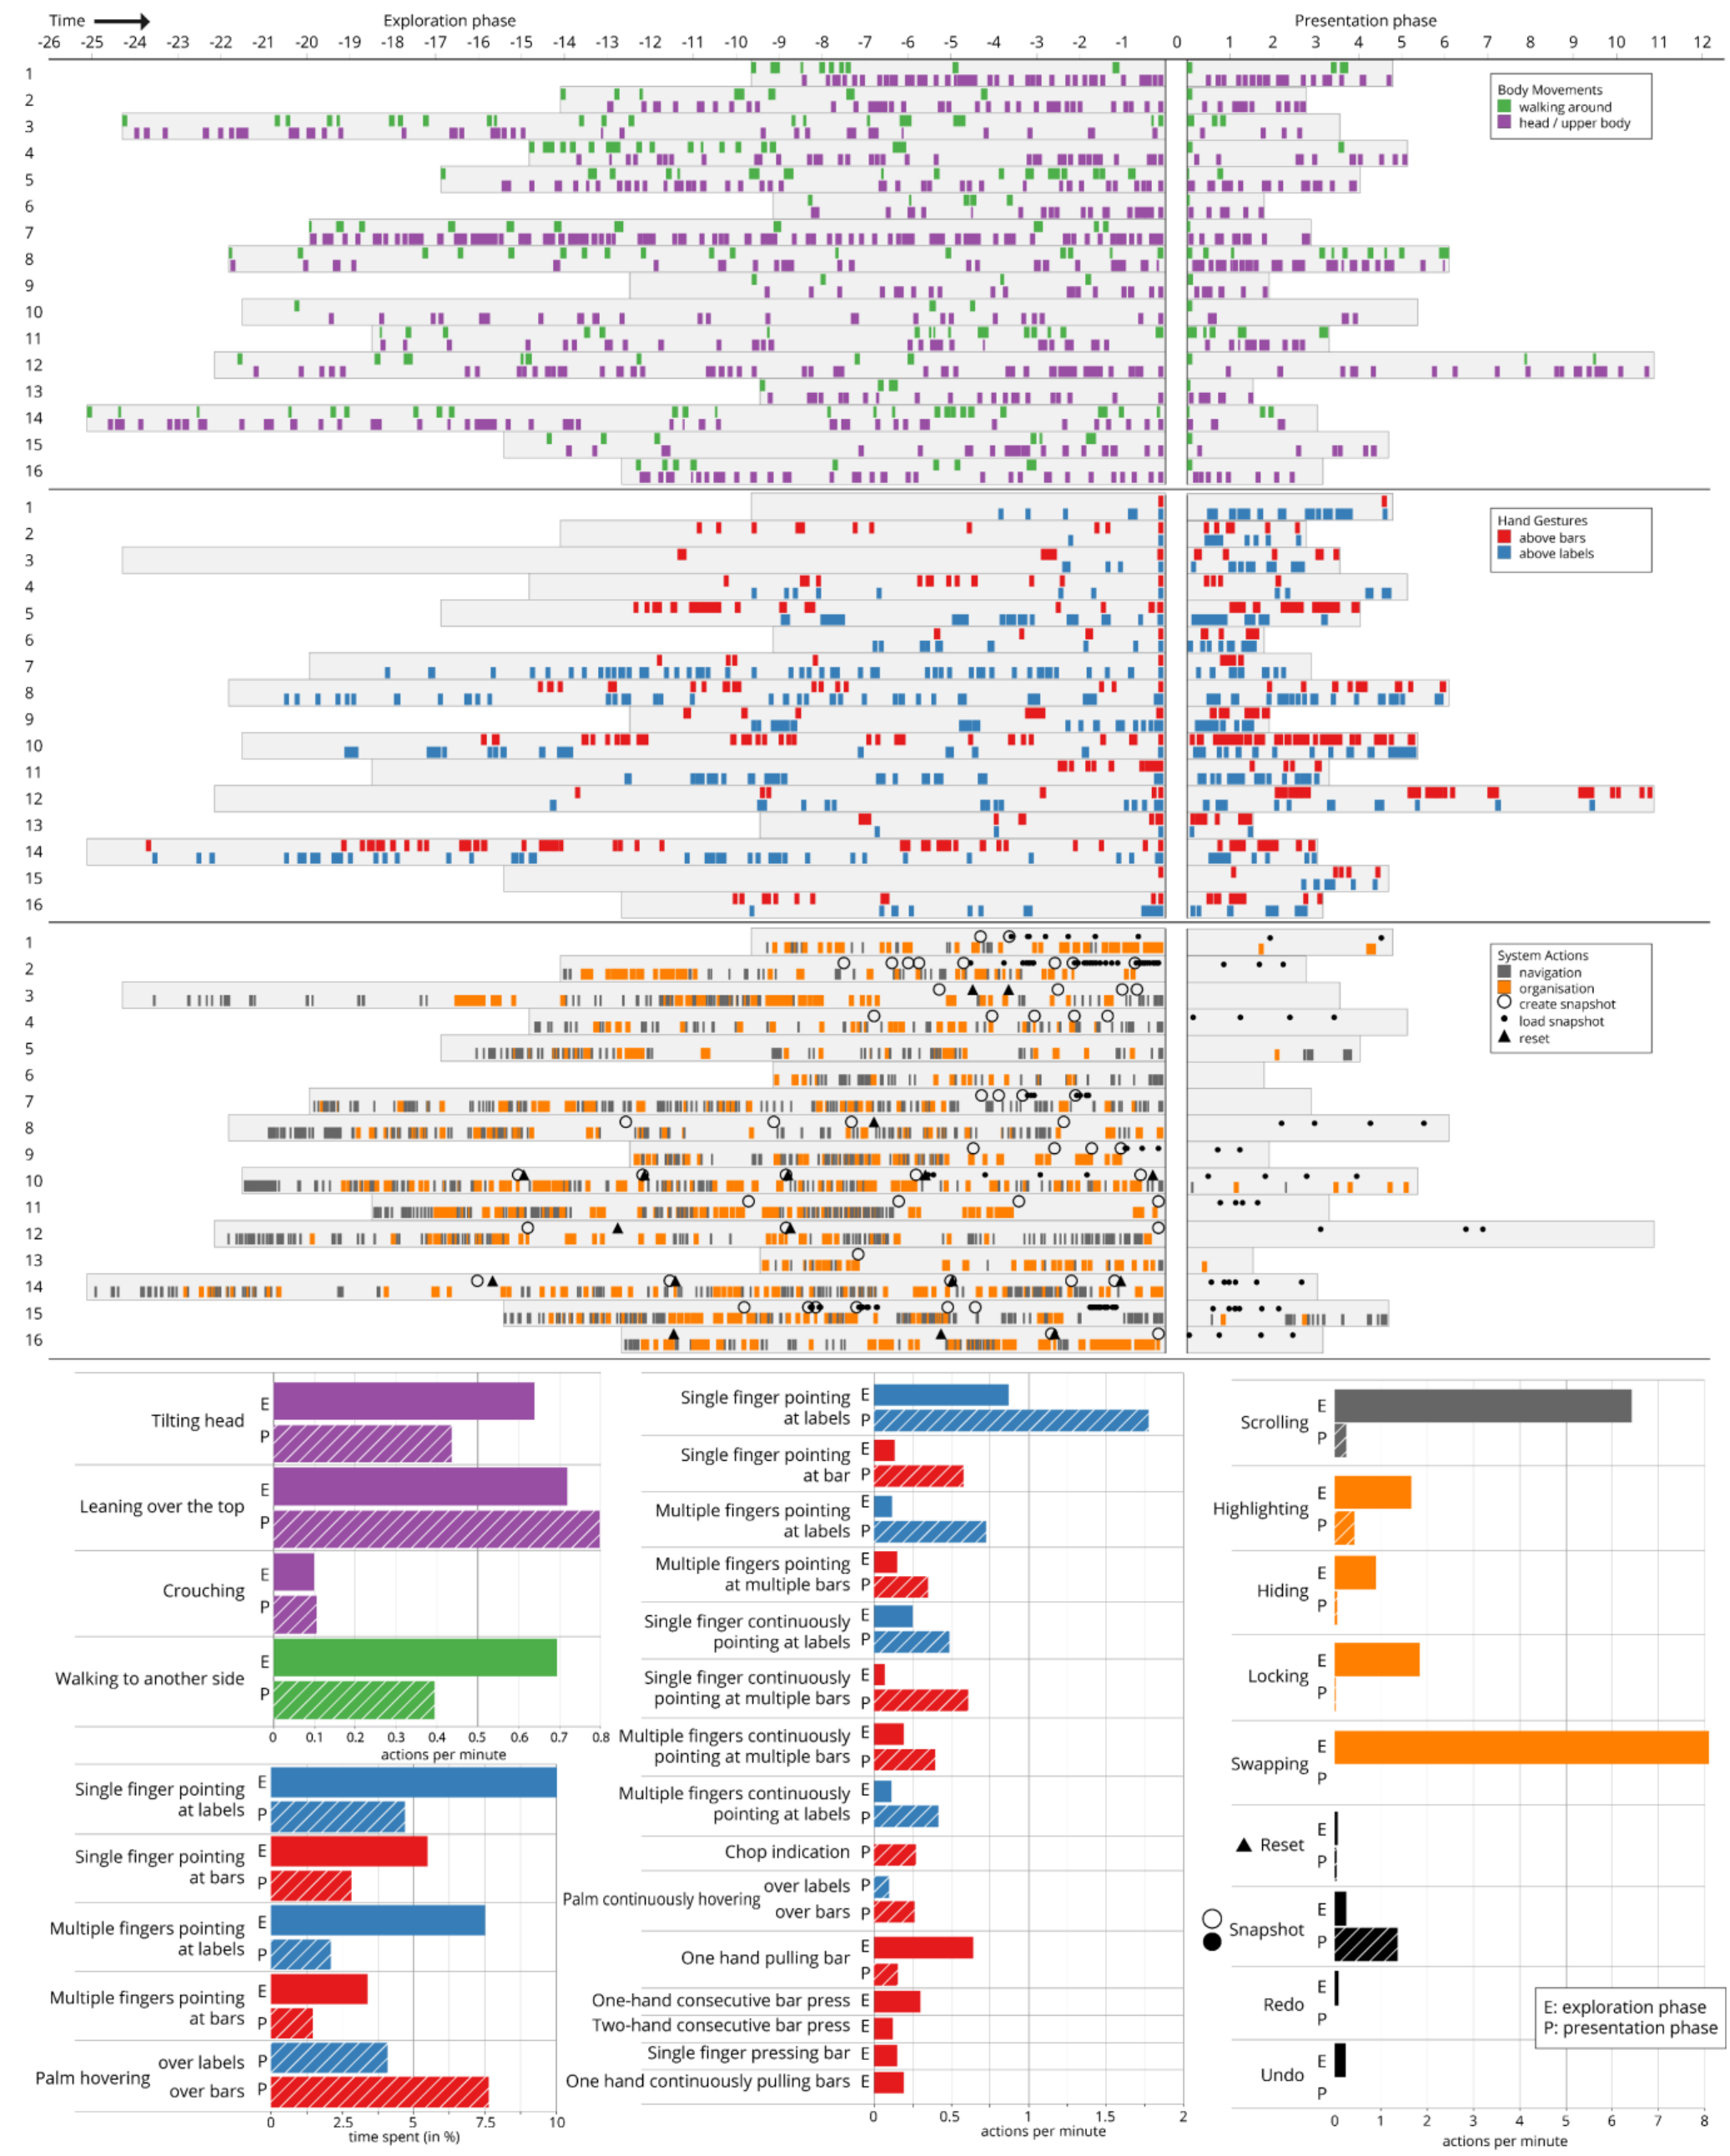 Time
Exploration phase
Presentation phase
-26 -25 -24 -23 -22 -21 -20 -19 -18 -17 -16 -15 -14 -13 -12 -11 -10 -9 -8 -7 -6 -5 -4 -3 -2 -1 0 1 2 3 4 5 6 7 8 9 10 11 12
1
2
3
4
5
6
7
8
9
10
11
12
13
14
15
16
Body Movements
walking around
head / upper body
1
2
3
4
5
6
7
8
9
10
11
12
13
14
15
16
Hand Gestures
above bars
above labels
1
2
3
4
5
6
7
8
9
10
11
12
13
14
15
16
System Actions
navigation
organisation
create snapshot
load snapshot
reset
Tilting head E
P
Leaning over the top E
P
Crouching E
P
Walking to another side E
P
0 0.1 0.2 0.3 0.4 0.5 0.6 0.7 0.8
actions per minute
Single finger pointing E
at labels P
Single finger pointing E
at bars P
Multiple fingers pointing E
at labels P
Multiple fingers pointing E
at bars P
Palm hovering
over labels P
over bars P
0 2.5 5 7.5 10
time spent (in %)
Single finger pointing E
at labels P
Single finger pointing E
at bar P
Multiple fingers pointing E
at labels P
Multiple fingers pointing E
at multiple bars P
Single finger continuously E
pointing at labels P
Single finger continuously E
pointing at multiple bars P
Multiple fingers continuously E
pointing at multiple bars P
Multiple fingers continuously E
pointing at labels P
Chop indication P
Palm continuously hovering
over labels P
over bars P
One hand pulling bar E
P
One-hand consecutive bar press E
Two-hand consecutive bar press E
Single finger pressing bar E
One hand continuously pulling bars E
0 0.5 1 1.5 2
actions per minute
Scrolling E
P
Highlighting E
P
Hiding E
P
Locking E
P
Swapping E
P
Reset E
P
Snapshot E
P
Redo E
P
Undo E
P
E: exploration phase
P: presentation phase
0 1 2 3 4 5 6 7 8
actions per minute